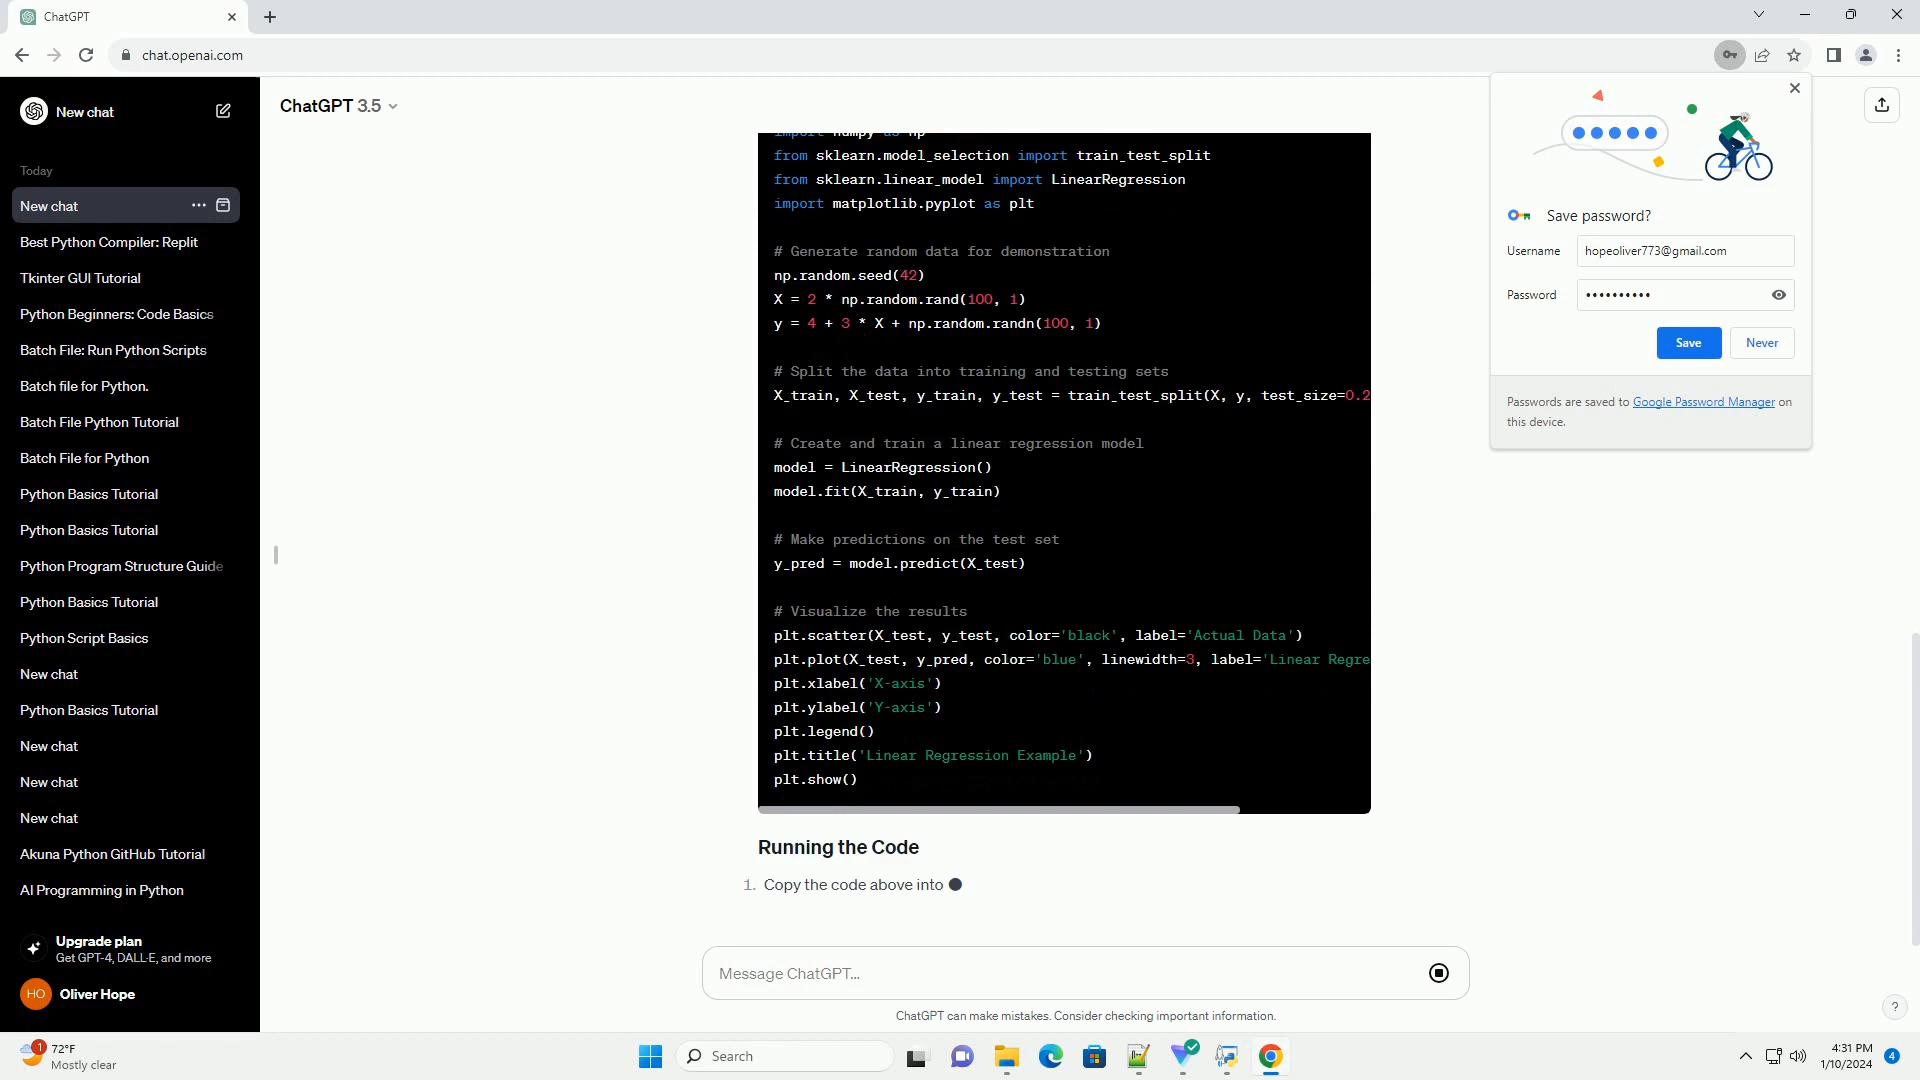 ChatGPT
chat.openai.com
New chat
Today
New chat
Best Python Compiler: Replit
Tkinter GUI Tutorial
Python Beginners: Code Basics
Batch File: Run Python Scripts
Batch file for Python.
Batch File Python Tutorial
Batch File for Python
Python Basics Tutorial
Python Basics Tutorial
Python Program Structure Guide
Python Basics Tutorial
Python Script Basics
New chat
Python Basics Tutorial
New chat
New chat
New chat
Akuna Python GitHub Tutorial
AI Programming in Python
Upgrade plan
Get GPT-4, DALL·E, and more
HO Oliver Hope
ChatGPT 3.5
import numpy as np
from sklearn.model_selection import train_test_split
from sklearn.linear_model import LinearRegression
import matplotlib.pyplot as plt
# Generate random data for demonstration
np.random.seed(42)
X = 2 * np.random.rand(100, 1)
y = 4 + 3 * X + np.random.randn(100, 1)
# Split the data into training and testing sets
X_train, X_test, y_train, y_test = train_test_split(X, y, test_size=0.2
# Create and train a linear regression model
model = LinearRegression()
model.fit(X_train, y_train)
# Make predictions on the test set
y_pred = model.predict(X_test)
# Visualize the results
plt.scatter(X_test, y_test, color='black', label='Actual Data')
plt.plot(X_test, y_pred, color='blue', linewidth=3, label='Linear Regre
plt.xlabel('X-axis')
plt.ylabel('Y-axis')
plt.legend()
plt.title('Linear Regression Example')
plt.show()
Running the Code
1. Copy the code above into
Message ChatGPT...
ChatGPT can make mistakes. Consider checking important information.
?
Save password?
Username hopeoliver773@gmail.com
Password ••••••••••
Save Never
Passwords are saved to Google Password Manager on
this device.
1
72°F
Mostly clear
Search
4:31 PM
1/10/2024
4